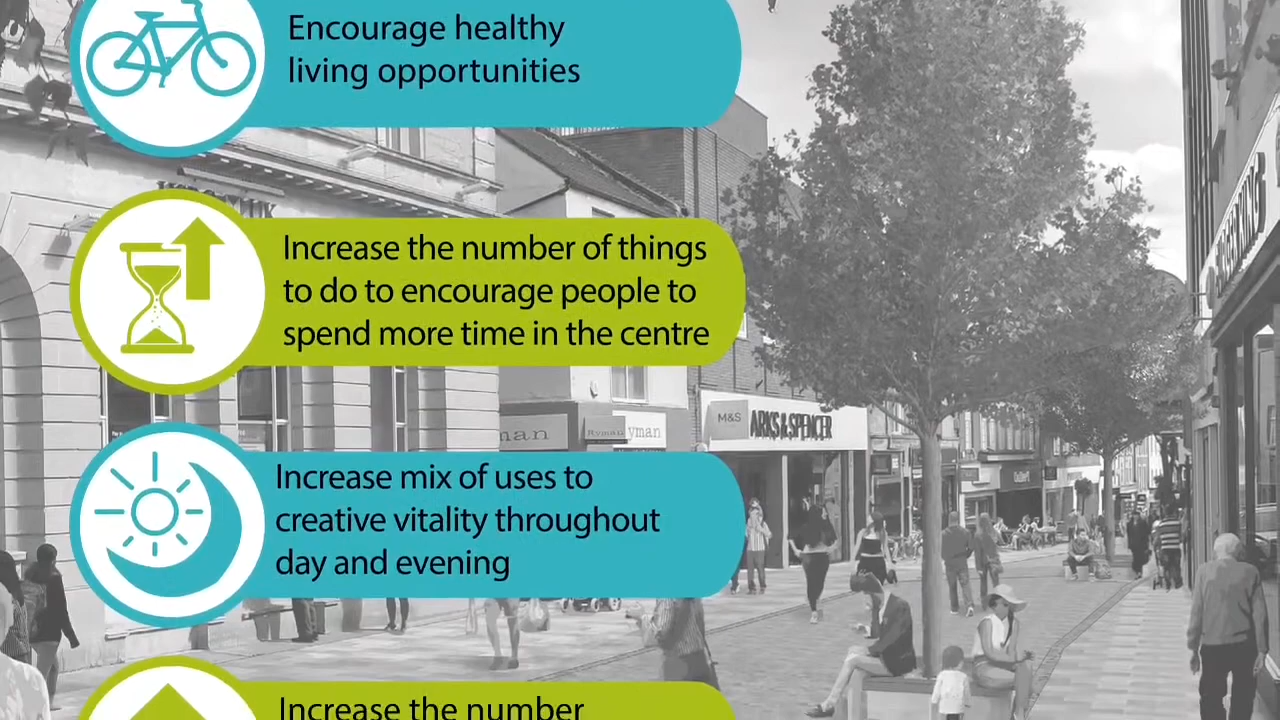 Encourage healthy
living opportunities
Increase the number of things
to do to encourage people to
spend more time in the centre
M&S
ARKS&SPENCER
man
Ryman
yman
Increase mix of uses to
creative vitality throughout
day and evening
Increase the number